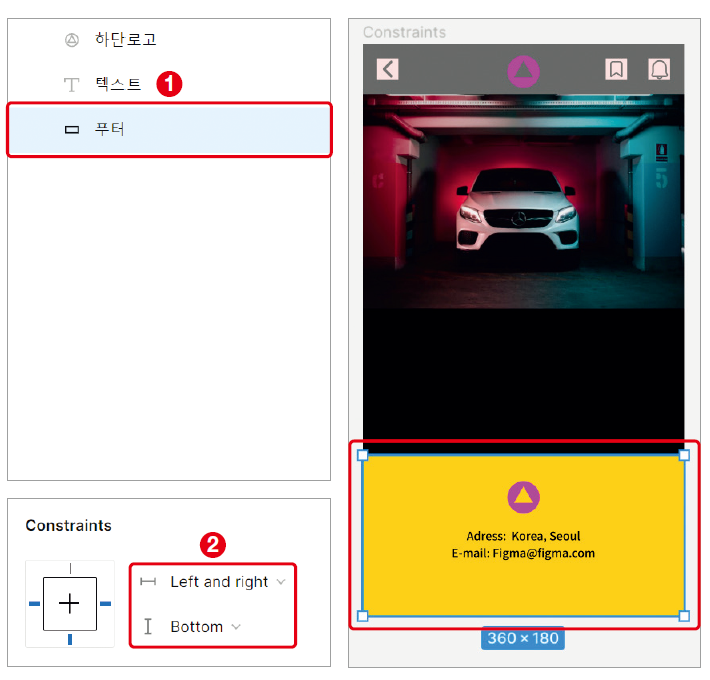 하단로고
텍스트 1
푸터
Constraints
2
Left and right
Bottom
Constraints
5
Adress: Korea, Seoul
E-mail: Figma@figma.com
360 × 180